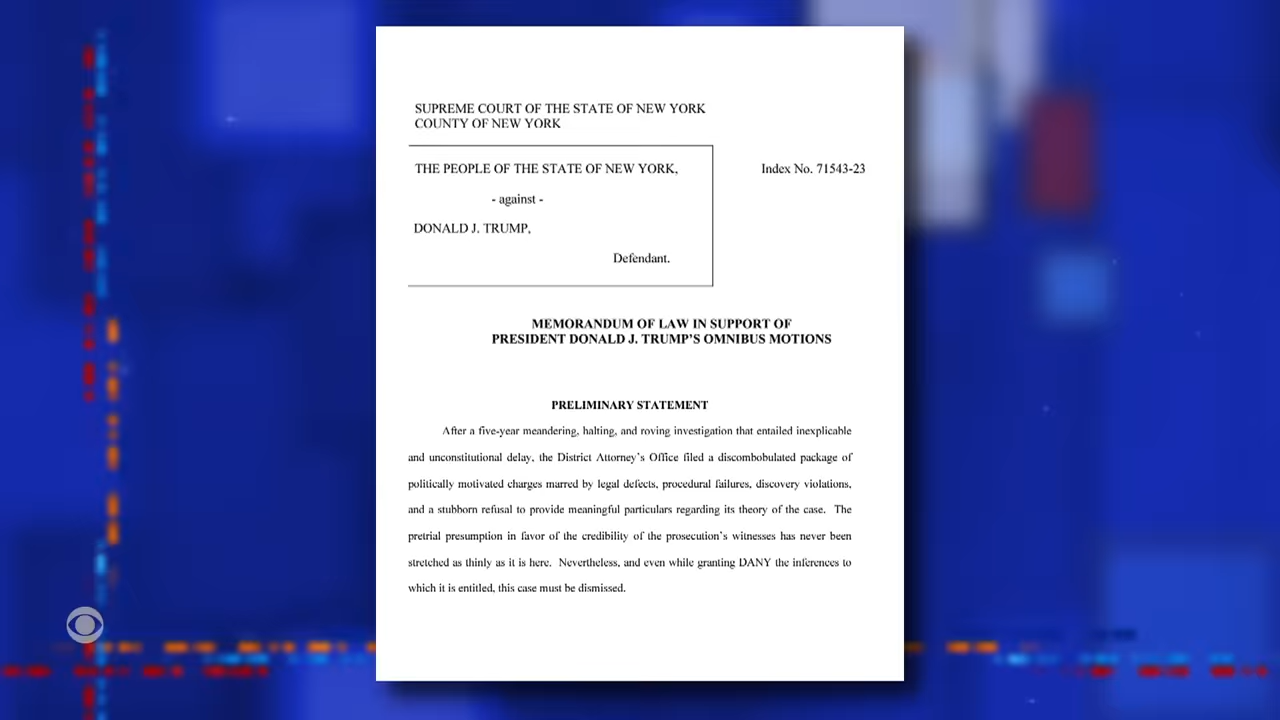 SUPREME COURT OF THE STATE OF NEW YORK
COUNTY OF NEW YORK
THE PEOPLE OF THE STATE OF NEW YORK,
- against -
DONALD J. TRUMP,
Defendant.
Index No. 71543-23
MEMORANDUM OF LAW IN SUPPORT OF
PRESIDENT DONALD J. TRUMP’S OMNIBUS MOTIONS
PRELIMINARY STATEMENT
After a five-year meandering, halting, and roving investigation that entailed inexplicable
and unconstitutional delay, the District Attorney’s Office filed a discombobulated package of
politically motivated charges marred by legal defects, procedural failures, discovery violations,
and a stubborn refusal to provide meaningful particulars regarding its theory of the case. The
pretrial presumption in favor of the credibility of the prosecution’s witnesses has never been
stretched as thinly as it is here. Nevertheless, and even while granting DANY the inferences to
which it is entitled, this case must be dismissed.